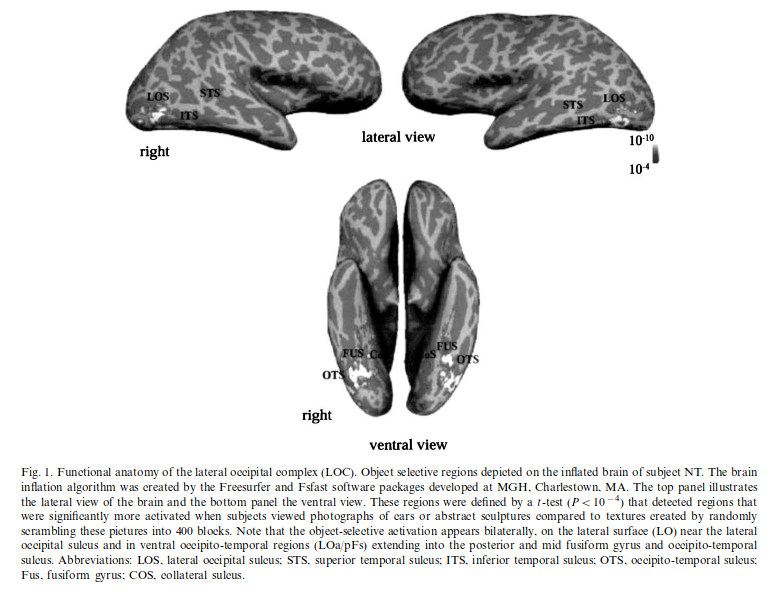 LOS STS STS LOS
ITS ITS
lateral view
right
10-10
10-4
FUS FUS
OTS OTS
right
ventral view
Fig. 1. Functional anatomy of the lateral occipital complex (LOC). Object selective regions depicted on the inflated brain of subject NT. The brain
inflation algorithm was created by the Freesurfer and Fsfast software packages developed at MGH, Charlestown, MA. The top panel illustrates
the lateral view of the brain and the bottom panel the ventral view. These regions were defined by a t-test (P < 10−4) that detected regions that
were significantly more activated when subjects viewed photographs of cars or abstract sculptures compared to textures created by randomly
scrambling these pictures into 400 blocks. Note that the object-selective activation appears bilaterally, on the lateral surface (LO) near the lateral
occipital sulcus and in ventral occipito-temporal regions (LOa/pFs) extending into the posterior and mid fusiform gyrus and occipito-temporal
sulcus. Abbreviations: LOS, lateral occipital sulcus; STS, superior temporal sulcus; ITS, inferior temporal sulcus; OTS, occipito-temporal sulcus;
Fus, fusiform gyrus; COS, collateral sulcus.